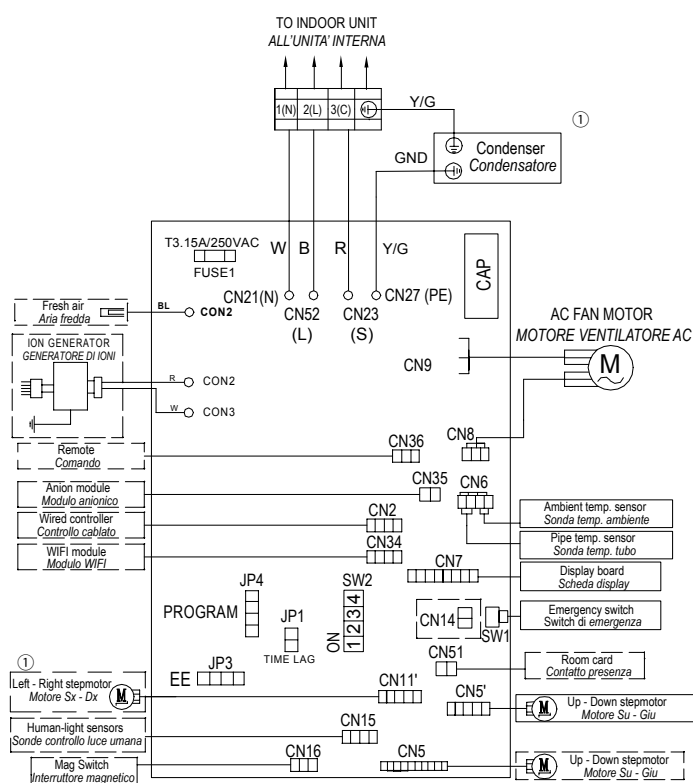 TO INDOOR UNIT
ALL'UNITA' INTERNA
1(N) 2(L) 3(C)
Y/G
①
Condenser
Condensatore
GND
T3.15A/250VAC
FUSE1
W B R Y/G
CAP
CN21(N)
CN52
(L)
CN23
(S)
CN27 (PE)
Fresh air
Aria fredda
BL
CON2
AC FAN MOTOR
MOTORE VENTILATORE AC
M
ION GENERATOR
GENERATORE DI IONI
R
CON2
W
CON3
CN9
CN8
Remote
Comando
CN36
Anion module
Modulo anionico
CN35
CN6
Wired controller
Controllo cablato
CN2
Ambient temp. sensor
Sonda temp. ambiente
WIFI module
Modulo WIFI
CN34
Pipe temp. sensor
Sonda temp. tubo
CN7
Display board
Scheda display
PROGRAM
JP4
JP1
TIME LAG
SW2
ON
1 2 3 4
CN14
SW1
Emergency switch
Switch di emergenza
CN51
Room card
Contatto presenza
EE
JP3
①
Left - Right stepmotor
Motore Sx - Dx
M
CN11'
CN5'
M
Up - Down stepmotor
Motore Su - Giu
Human-light sensors
Sonde controllo luce umana
CN15
Mag Switch
Interruttore magnetico
CN16
CN5
M
Up - Down stepmotor
Motore Su - Giu